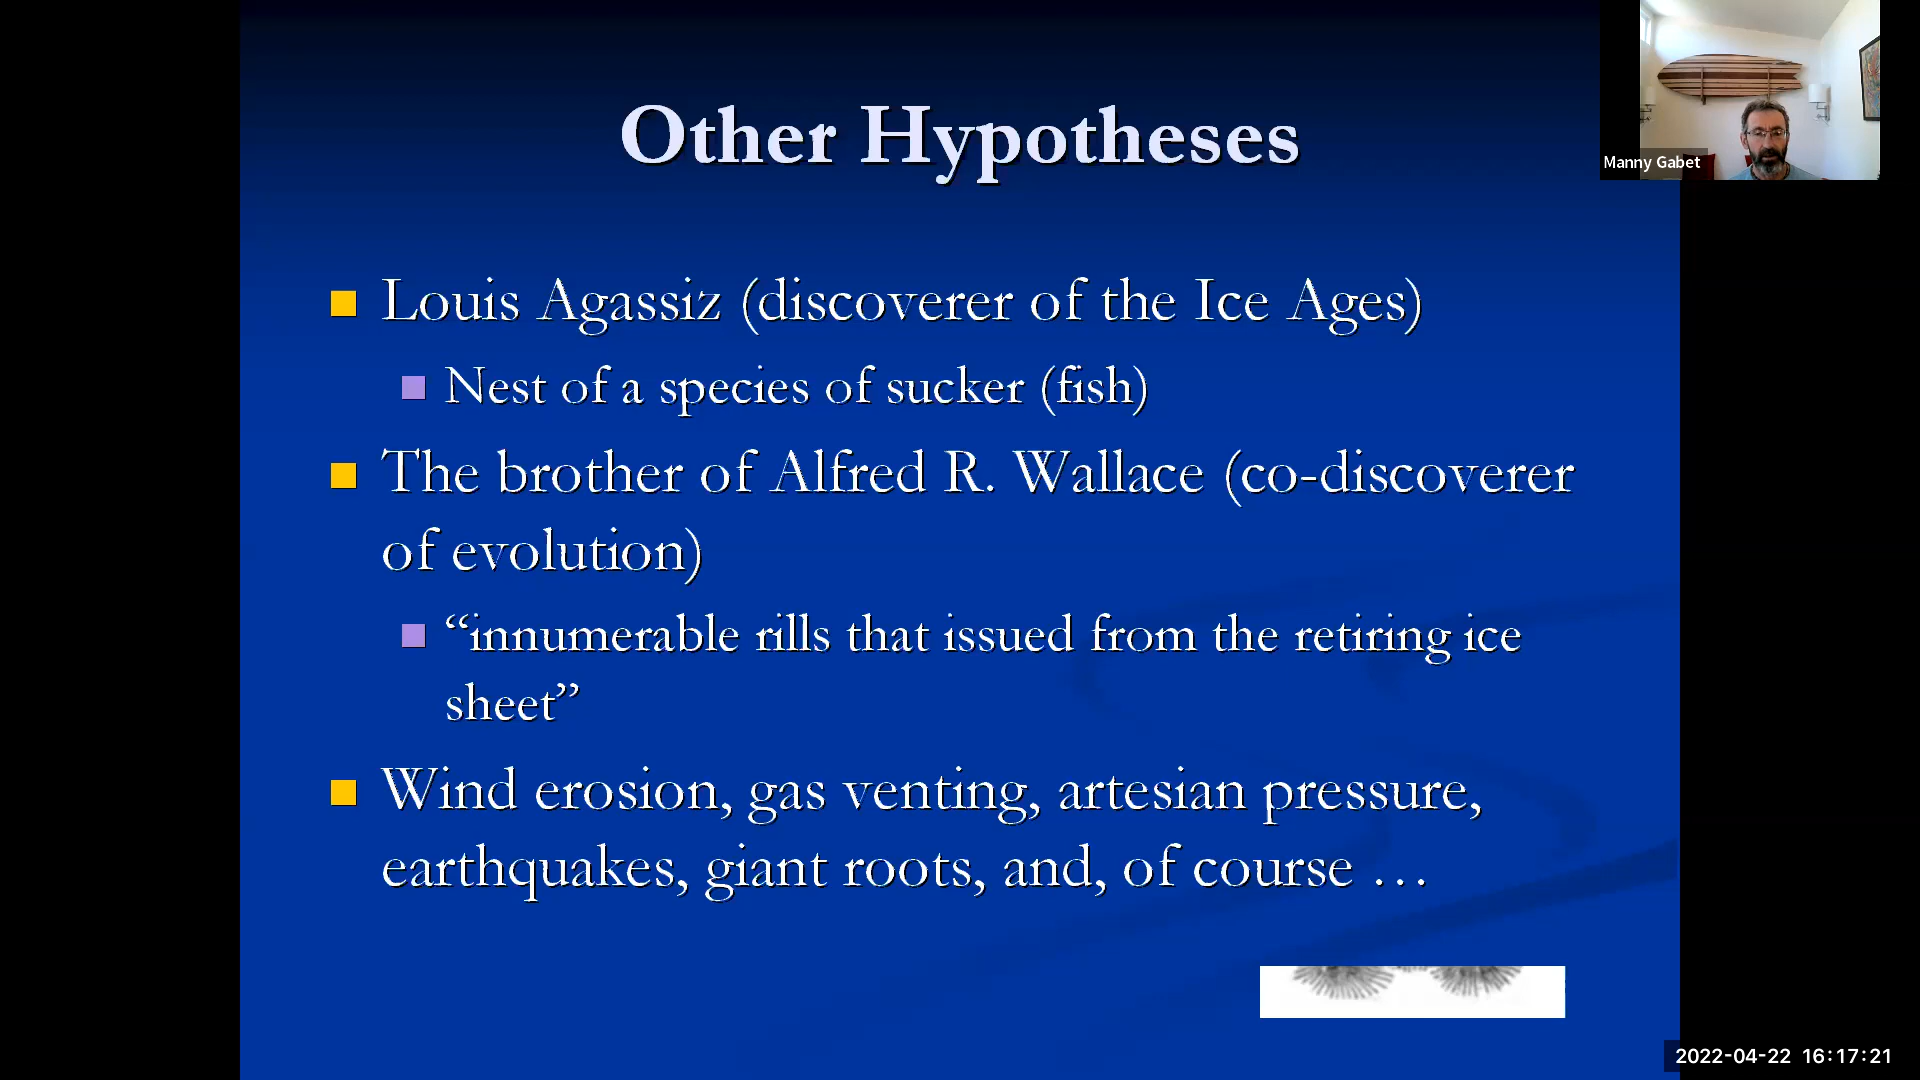 Other Hypotheses
Manny Gabet
Louis Agassiz (discoverer of the Ice Ages)
Nest of a species of sucker (fish)
The brother of Alfred R. Wallace (co-discoverer
of evolution)
“innumerable rills that issued from the retiring ice
sheet”
Wind erosion, gas venting, artesian pressure,
earthquakes, giant roots, and, of course …
2022-04-22 16:17:21